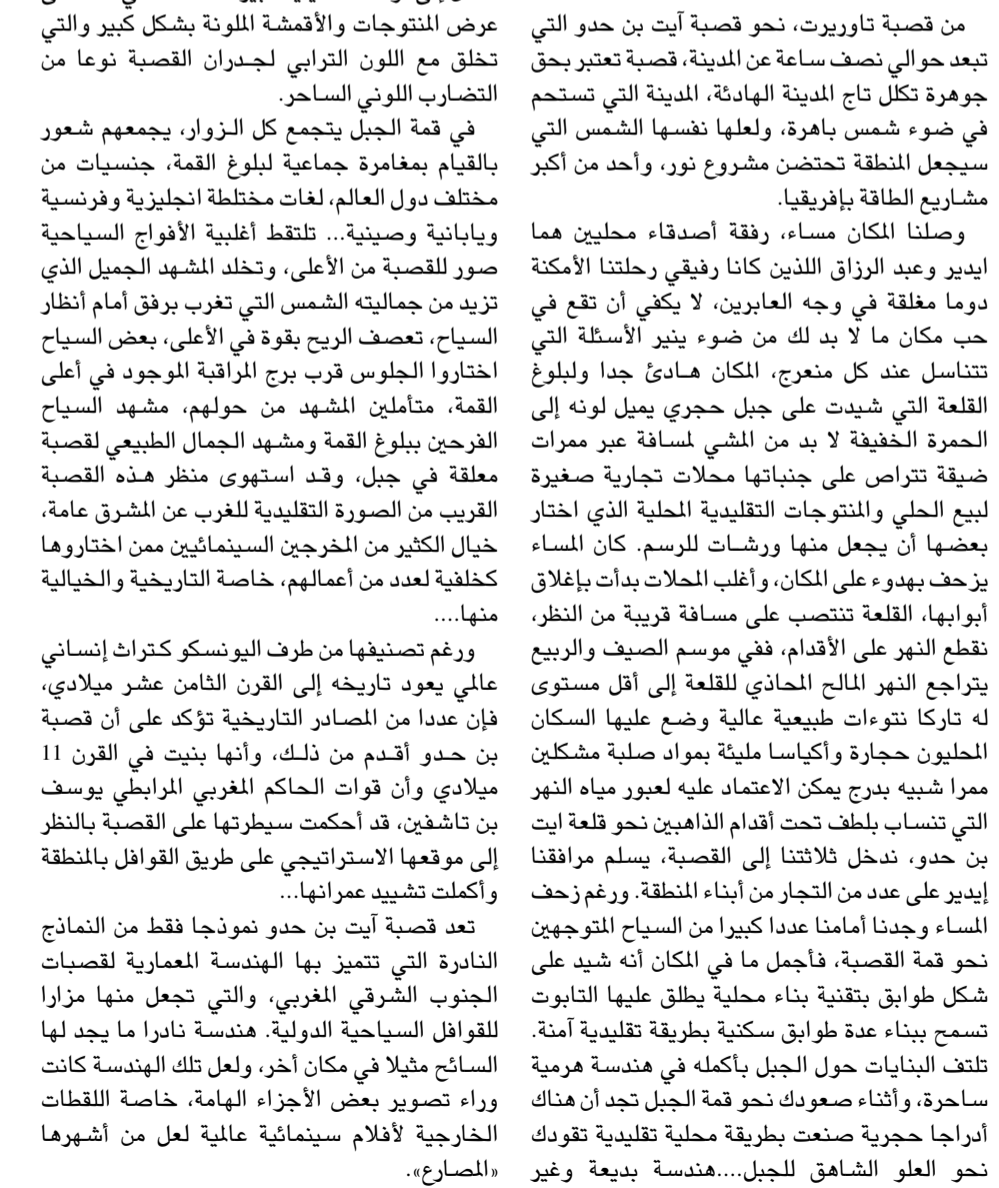 من قصبة تاوريرت، نحو قصبة آيت بن حدو التي
تبعد حوالي نصف ساعة عن المدينة، قصبة تعتبر بحق
جوهرة تكلل تاج المدينة الهادئة، المدينة التي تستحم
في ضوء شمس باهرة، ولعلها نفسها الشمس التي
سيجعل المنطقة تحتضن مشروع نور، وأحد من أكبر
مشاريع الطاقة بإفريقيا.
وصلنا المكان مساء، رفقة أصدقاء محليين هما
ايدير وعبد الرزاق اللذين كانا رفيقي رحلتنا الأمكنة
دوما مغلقة في وجه العابرين، لا يكفي أن تقع في
حب مكان ما لا بد لك من ضوء ينير الأسئلة التي
تتناسل عند كل منعرج، المكان هادئ جدا ولبلوغ
القلعة التي شيدت على جبل حجري يميل لونه إلى
الحمرة الخفيفة لا بد من المشي لمسافة عبر ممرات
ضيقة تتراص على جنباتها محلات تجارية صغيرة
لبيع الحلي والمنتوجات التقليدية المحلية الذي اختار
بعضها أن يجعل منها ورشات للرسم. كان المساء
يزحف بهدوء على المكان، وأغلب المحلات بدأت بإغلاق
أبوابها، القلعة تنتصب على مسافة قريبة من النظر،
نقطع النهر على الأقدام، ففي موسم الصيف والربيع
يتراجع النهر المالح المحاذي للقلعة إلى أقل مستوى
له تاركا نتوءات طبيعية عالية وضع عليها السكان
المحليون حجارة وأكياسا مليئة بمواد صلبة مشكلين
ممرا شبيه بدرج يمكن الاعتماد عليه لعبور مياه النهر
التي تنساب بلطف تحت أقدام الذاهبين نحو قلعة ايت
بن حدو، ندخل ثلاثتنا إلى القصبة، يسلم مرافقنا
إيدير على عدد من التجار من أبناء المنطقة. ورغم زحف
المساء وجدنا أمامنا عددا كبيرا من السياح المتوجهين
نحو قمة القصبة، فأجمل ما في المكان أنه شيد على
شكل طوابق بتقنية بناء محلية يطلق عليها التابوت
تسمح ببناء عدة طوابق سكنية بطريقة تقليدية آمنة.
تلتف البنايات حول الجبل بأكمله في هندسة هرمية
ساحرة، وأثناء صعودك نحو قمة الجبل تجد أن هناك
أدراجا حجرية صنعت بطريقة محلية تقليدية تقودك
نحو العلو الشاهق للجبل....هندسة بديعة وغير
عرض المنتوجات والأقمشة الملونة بشكل كبير والتي
تخلق مع اللون الترابي لجدران القصبة نوعا من
التضارب اللوني الساحر.
في قمة الجبل يتجمع كل الزوار، يجمعهم شعور
بالقيام بمغامرة جماعية لبلوغ القمة، جنسيات من
مختلف دول العالم، لغات مختلطة انجليزية وفرنسية
ويابانية وصينية... تلتقط أغلبية الأفواج السياحية
صور للقصبة من الأعلى، وتخلد المشهد الجميل الذي
تزيد من جماليته الشمس التي تغرب برفق أمام أنظار
السياح، تعصف الريح بقوة في الأعلى، بعض السياح
اختاروا الجلوس قرب برج المراقبة الموجود في أعلى
القمة، متأملين المشهد من حولهم، مشهد السياح
الفرحين ببلوغ القمة ومشهد الجمال الطبيعي لقصبة
معلقة في جبل، وقد استهوى منظر هذه القصبة
القريب من الصورة التقليدية للغرب عن المشرق عامة،
خيال الكثير من المخرجين السينمائيين ممن اختاروها
كخلفية لعدد من أعمالهم، خاصة التاريخية والخيالية
منها....
ورغم تصنيفها من طرف اليونسكو كتراث إنساني
عالمي يعود تاريخه إلى القرن الثامن عشر ميلادي،
فإن عددا من المصادر التاريخية تؤكد على أن قصبة
بن حدو أقدم من ذلك، وأنها بنيت في القرن 11
ميلادي وأن قوات الحاكم المغربي المرابطي يوسف
بن تاشفين، قد أحكمت سيطرتها على القصبة بالنظر
إلى موقعها الاستراتيجي على طريق القوافل بالمنطقة
وأكملت تشييد عمرانها...
تعد قصبة آيت بن حدو نموذجا فقط من النماذج
النادرة التي تتميز بها الهندسة المعمارية لقصبات
الجنوب الشرقي المغربي، والتي تجعل منها مزارا
للقوافل السياحية الدولية. هندسة نادرا ما يجد لها
السائح مثيلا في مكان أخر، ولعل تلك الهندسة كانت
وراء تصوير بعض الأجزاء الهامة، خاصة اللقطات
الخارجية لأفلام سينمائية عالمية لعل من أشهرها
«المصارع».